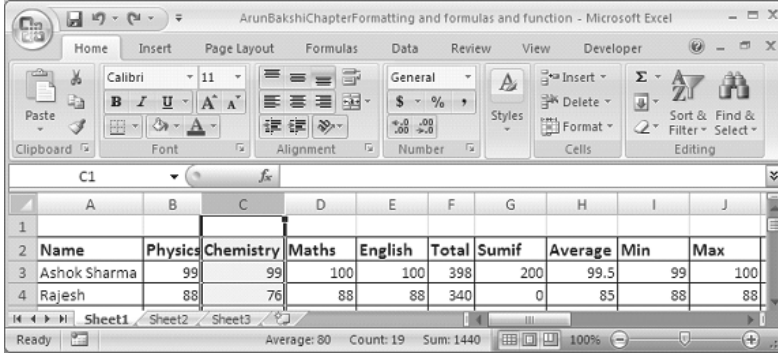 ArunBakshiChapterFormatting and formulas and function - Microsoft Excel
Home Insert Page Layout Formulas Data Review View Developer
Calibri 11 General Σ Insert
B I U A A $ % , Delete
Paste A Styles Format Sort & Filter Find & Select
Clipboard Font Alignment Number Cells Editing
C1 fx
A B C D E F G H I J
1
2 Name Physics Chemistry Maths English Total Sumif Average Min Max
3 Ashok Sharma 99 99 100 100 398 200 99.5 99 100
4 Rajesh 88 76 88 88 340 0 85 88 88
Sheet1 Sheet2 Sheet3
Ready Average: 80 Count: 19 Sum: 1440 100%